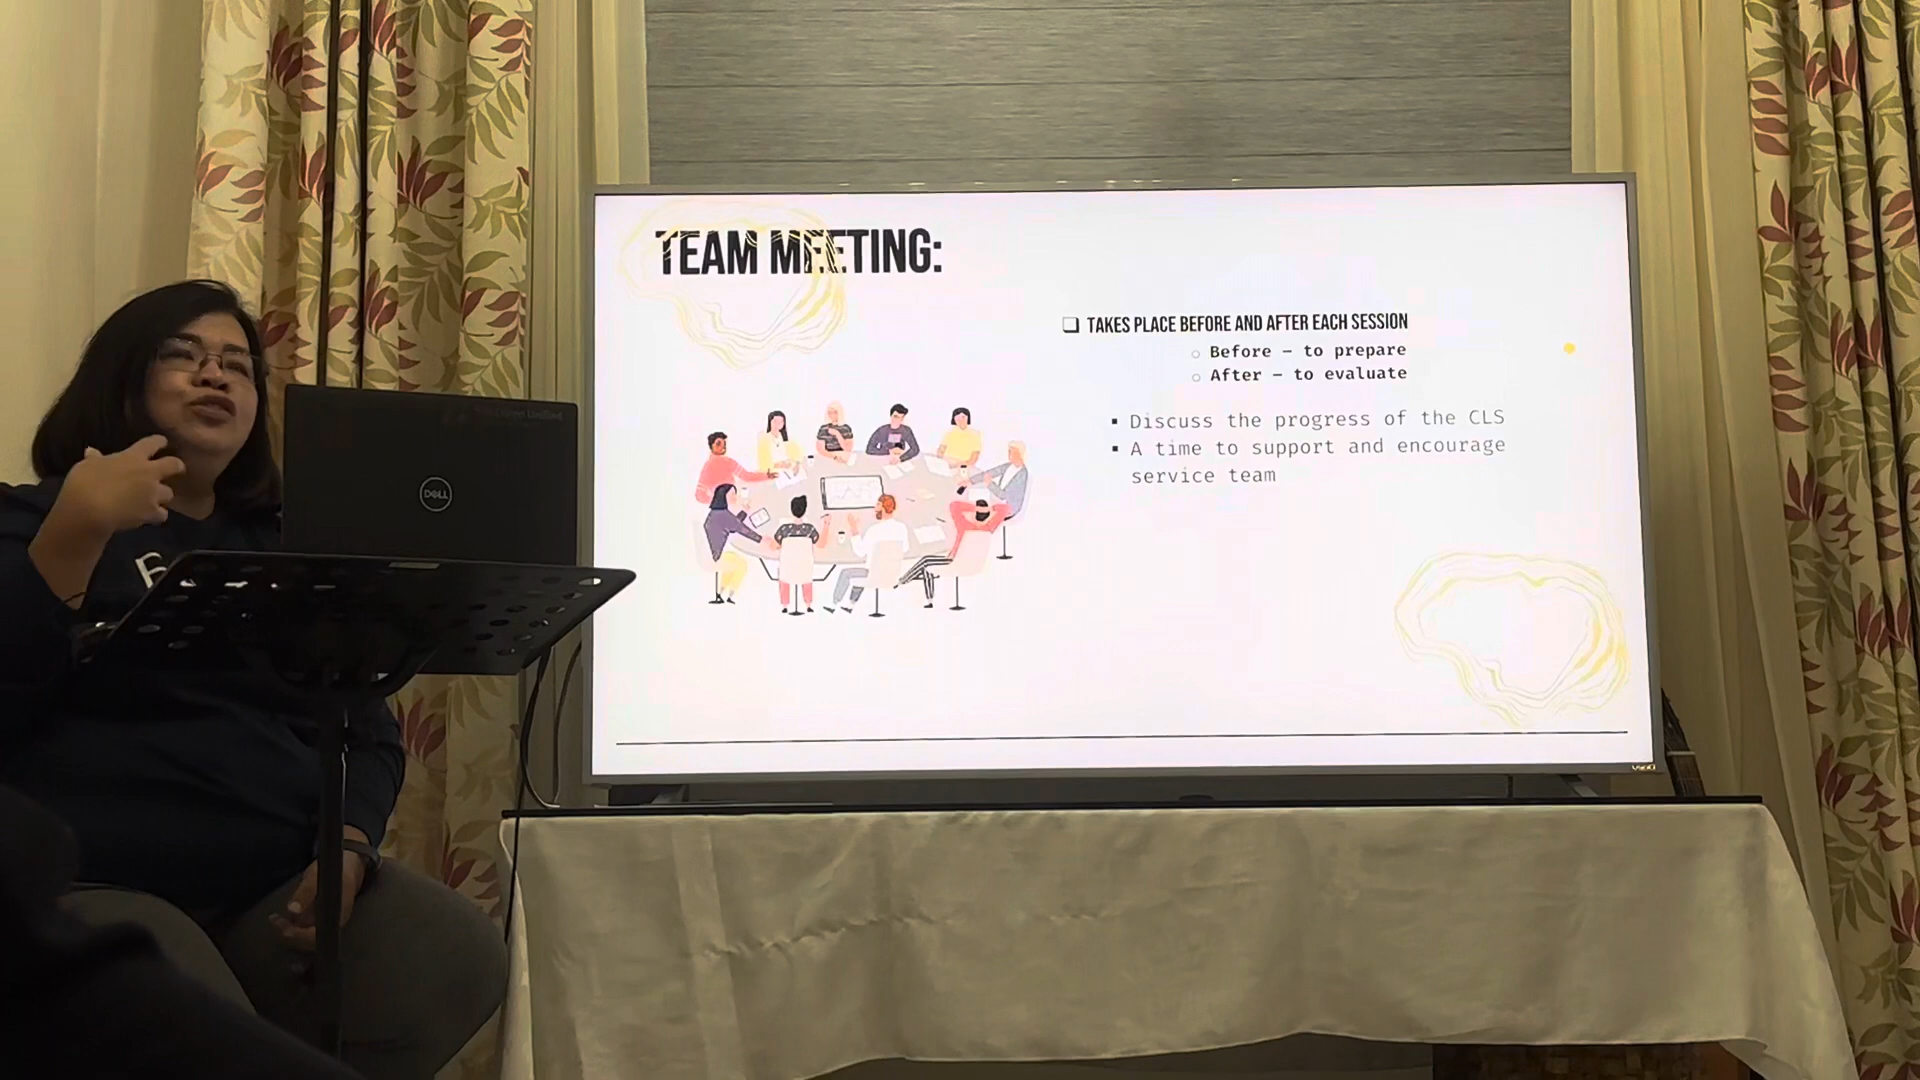 TEAM MEETING:
TAKES PLACE BEFORE AND AFTER EACH SESSION
Before – to prepare
After – to evaluate
Discuss the progress of the CLS
A time to support and encourage
service team
DELL